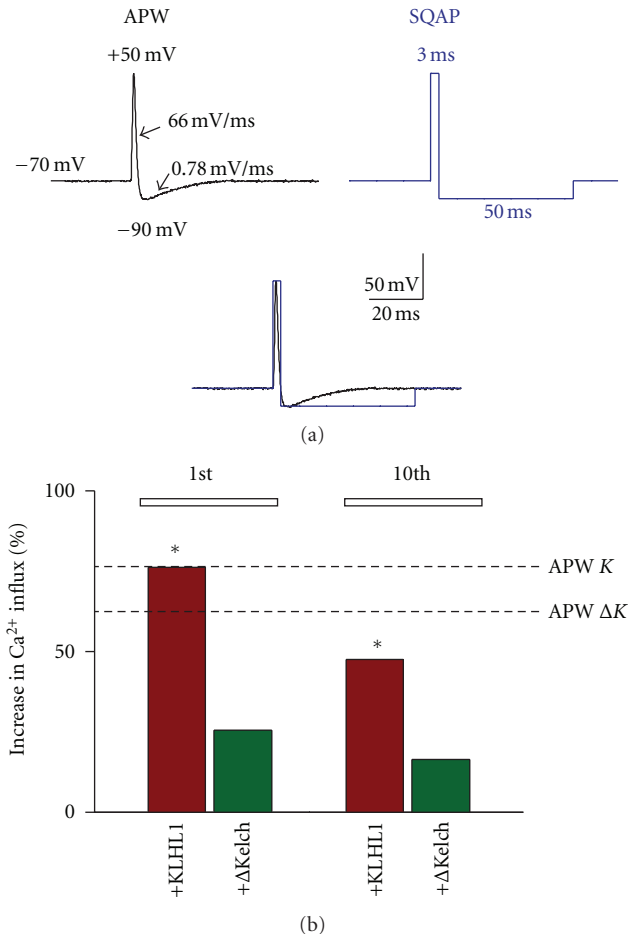 APW
SQAP
+50 mV
3 ms
66 mV/ms
−70 mV
0.78 mV/ms
−90 mV
50 ms
50 mV
20 ms
(a)
1st
10th
100
50
0
Increase in Ca²⁺ influx (%)
*
*
APW K
APW ΔK
+KLHL1
+ΔKelch
+KLHL1
+ΔKelch
(b)